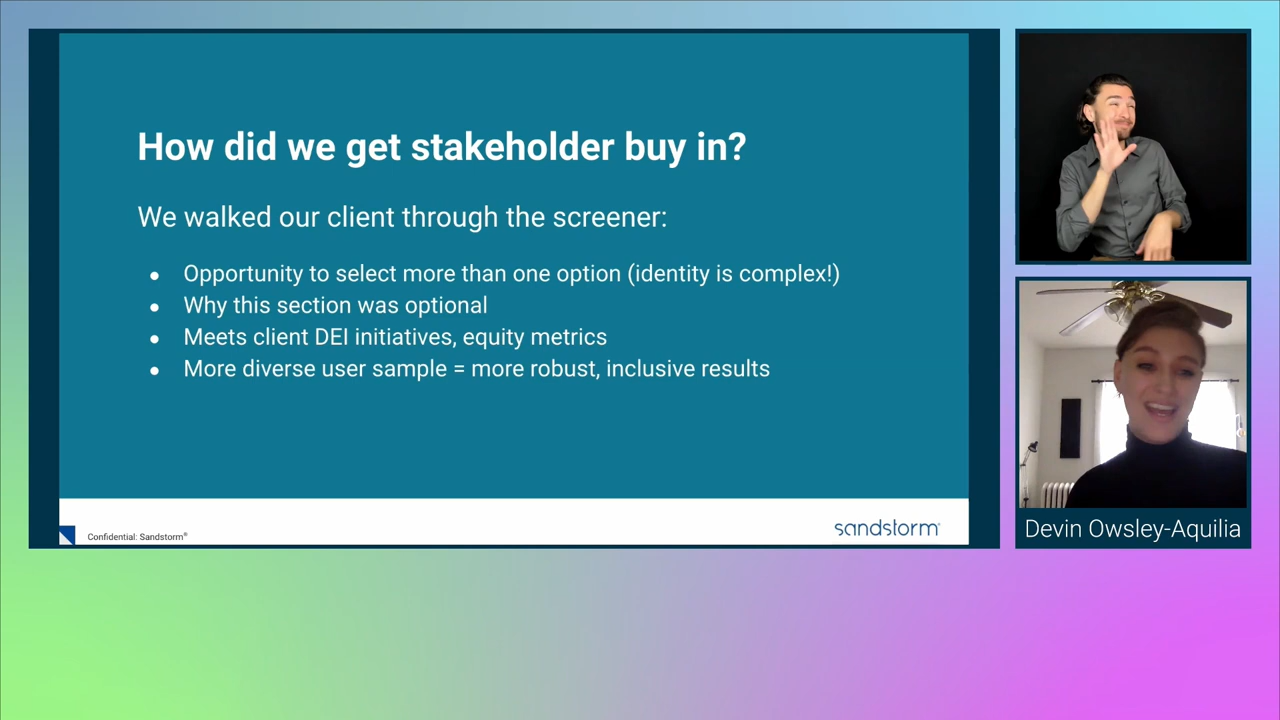 How did we get stakeholder buy in?
We walked our client through the screener:
● Opportunity to select more than one option (identity is complex!)
● Why this section was optional
● Meets client DEI initiatives, equity metrics
● More diverse user sample = more robust, inclusive results
Confidential: Sandstorm®
sandstorm®
Devin Owsley-Aquilia